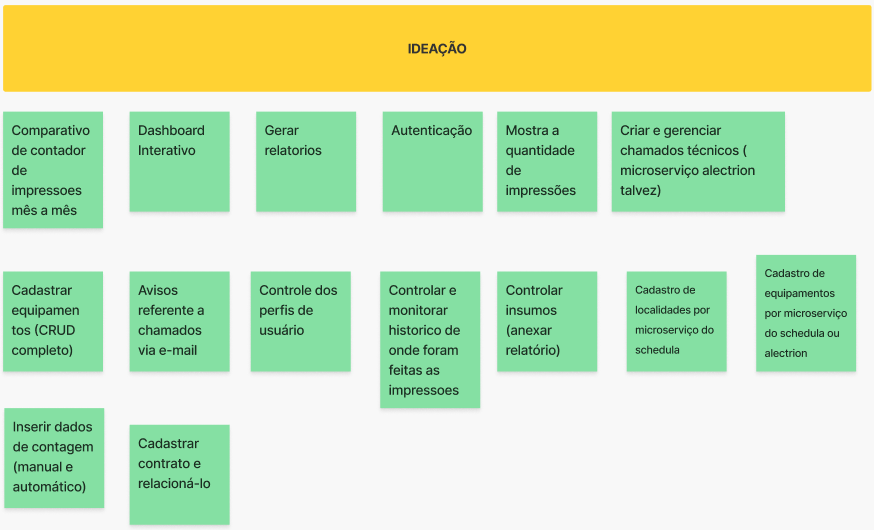 IDEAÇÃO
Comparativo
de contador
de
impressoes
mês a mês
Dashboard
Interativo
Gerar
relatorios
Autenticação
Mostra a
quantidade
de
impressões
Criar e gerenciar
chamados técnicos (
microserviço alectrion
talvez)
Cadastrar
equipamen
tos (CRUD
completo)
Avisos
referente a
chamados
via e-mail
Controle dos
perfis de
usuário
Controlar e
monitorar
historico de
onde foram
feitas as
impressoes
Controlar
insumos
(anexar
relatório)
Cadastro de
localidades por
microserviço do
schedula
Cadastro de
equipamentos
por microserviço
do schedula ou
alectrion
Inserir dados
de contagem
(manual e
automático)
Cadastrar
contrato e
relacioná-lo